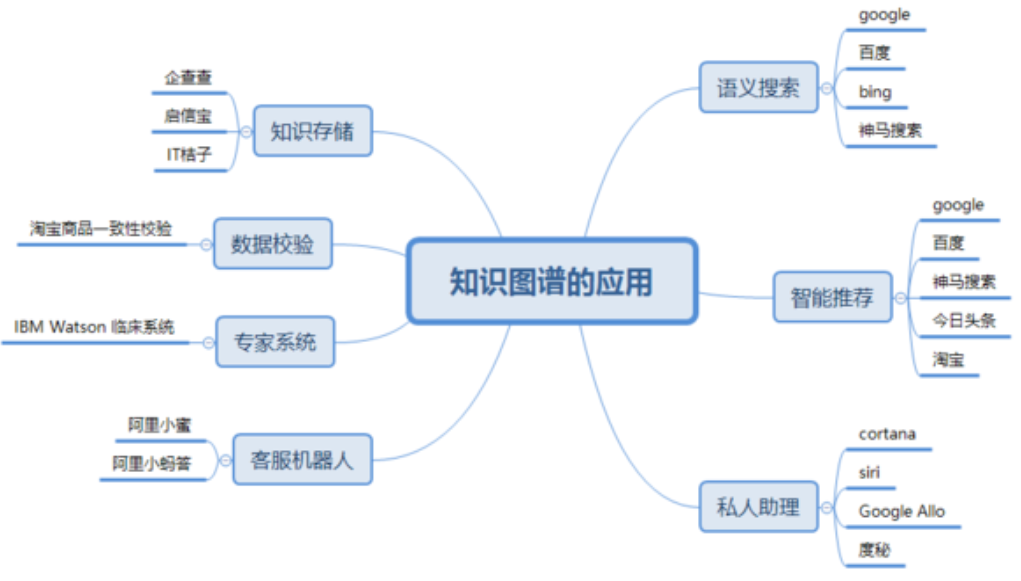 知识图谱的应用
语义搜索
google
百度
bing
神马搜素
智能推荐
google
百度
神马搜素
今日头条
淘宝
私人助理
cortana
siri
Google Allo
度秘
知识存储
企查查
启信宝
IT桔子
数据校验
淘宝商品一致性校验
专家系统
IBM Watson 临床系统
客服机器人
阿里小蜜
阿里小蚂答